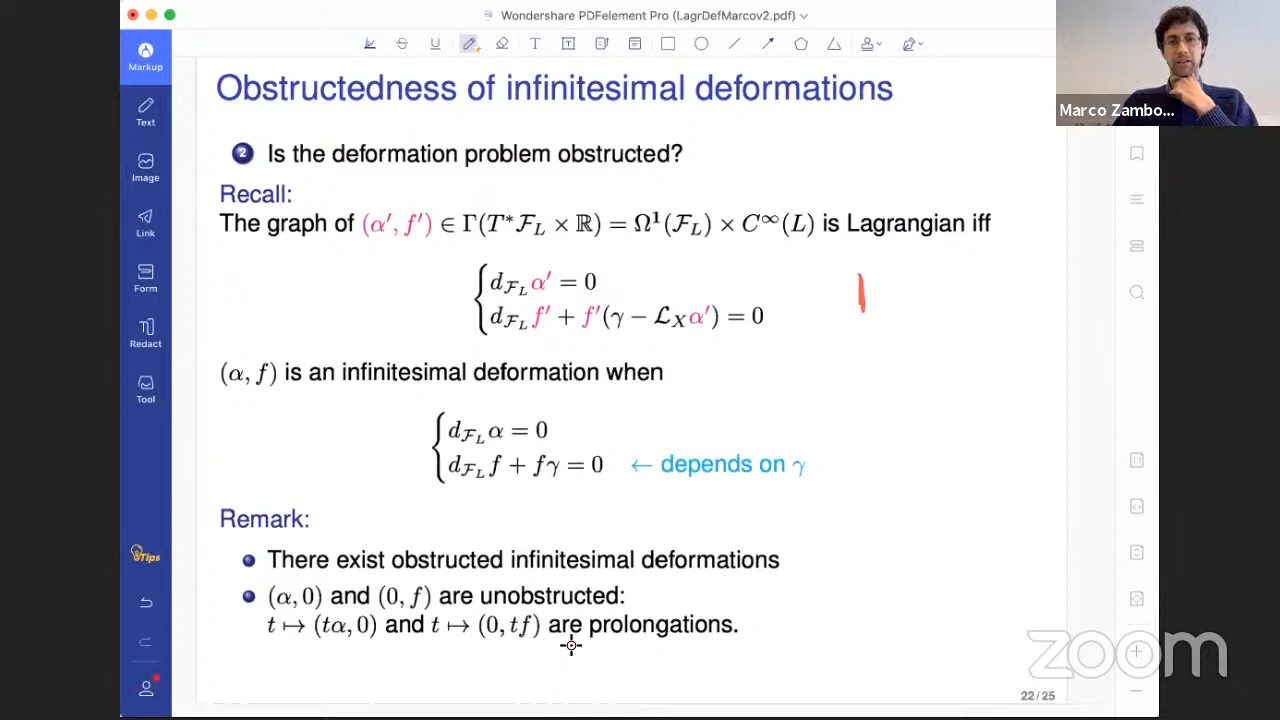 Wondershare PDFelement Pro (LagrDefMarcov2.pdf)
Markup
Text
Image
Link
Form
Redact
Tool
Tips
Marco Zambo...
Obstructedness of infinitesimal deformations
2 Is the deformation problem obstructed?
Recall:
The graph of (α′, f′) ∈ Γ(T*ℱ_L × ℝ) = Ω¹(ℱ_L) × C^∞(L) is Lagrangian iff
{ d_{ℱ_L} α′ = 0
d_{ℱ_L} f′ + f′(γ − ℒ_X α′) = 0
(α, f) is an infinitesimal deformation when
{ d_{ℱ_L} α = 0
d_{ℱ_L} f + fγ = 0 ← depends on γ
Remark:
• There exist obstructed infinitesimal deformations
• (α, 0) and (0, f) are unobstructed:
t ↦ (tα, 0) and t ↦ (0, tf) are prolongations.
22 / 25
zoom